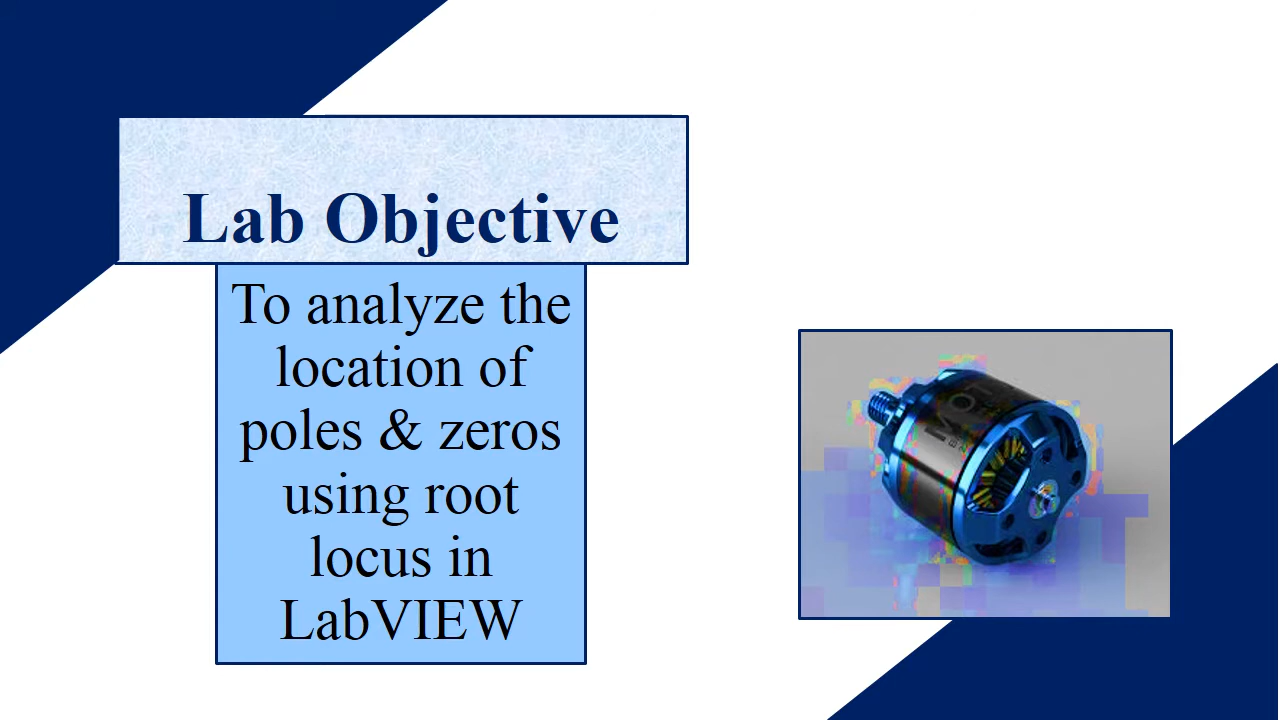 Lab Objective
To analyze the
location of
poles & zeros
using root
locus in
LabVIEW